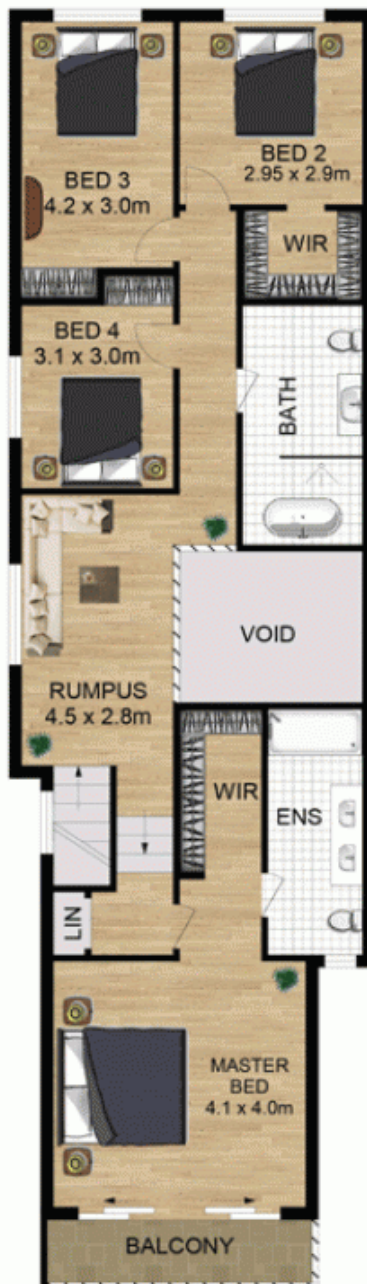 BED 3
4.2 x 3.0m
BED 2
2.95 x 2.9m
WIR
BED 4
3.1 x 3.0m
BATH
VOID
RUMPUS
4.5 x 2.8m
WIR
ENS
LIN
MASTER
BED
4.1 x 4.0m
BALCONY